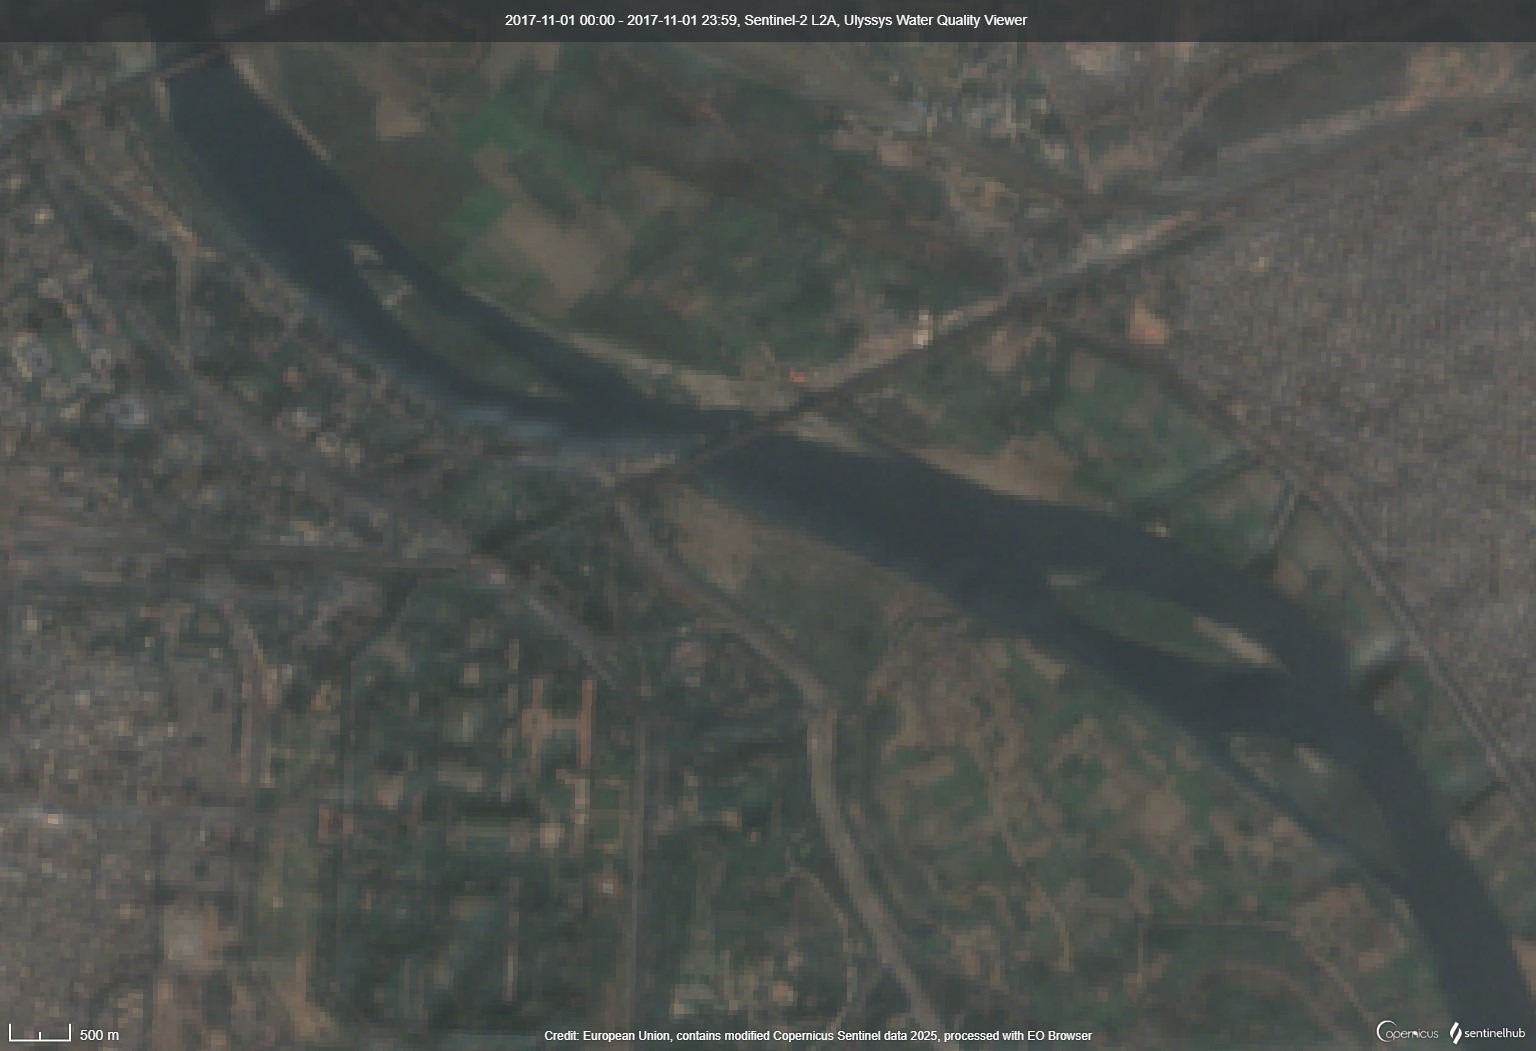 2017-11-01 00:00 - 2017-11-01 23:59, Sentinel-2 L2A, Ulyssys Water Quality Viewer
500 m
Credit: European Union, contains modified Copernicus Sentinel data 2025, processed with EO Browser
Copernicus
sentinelhub